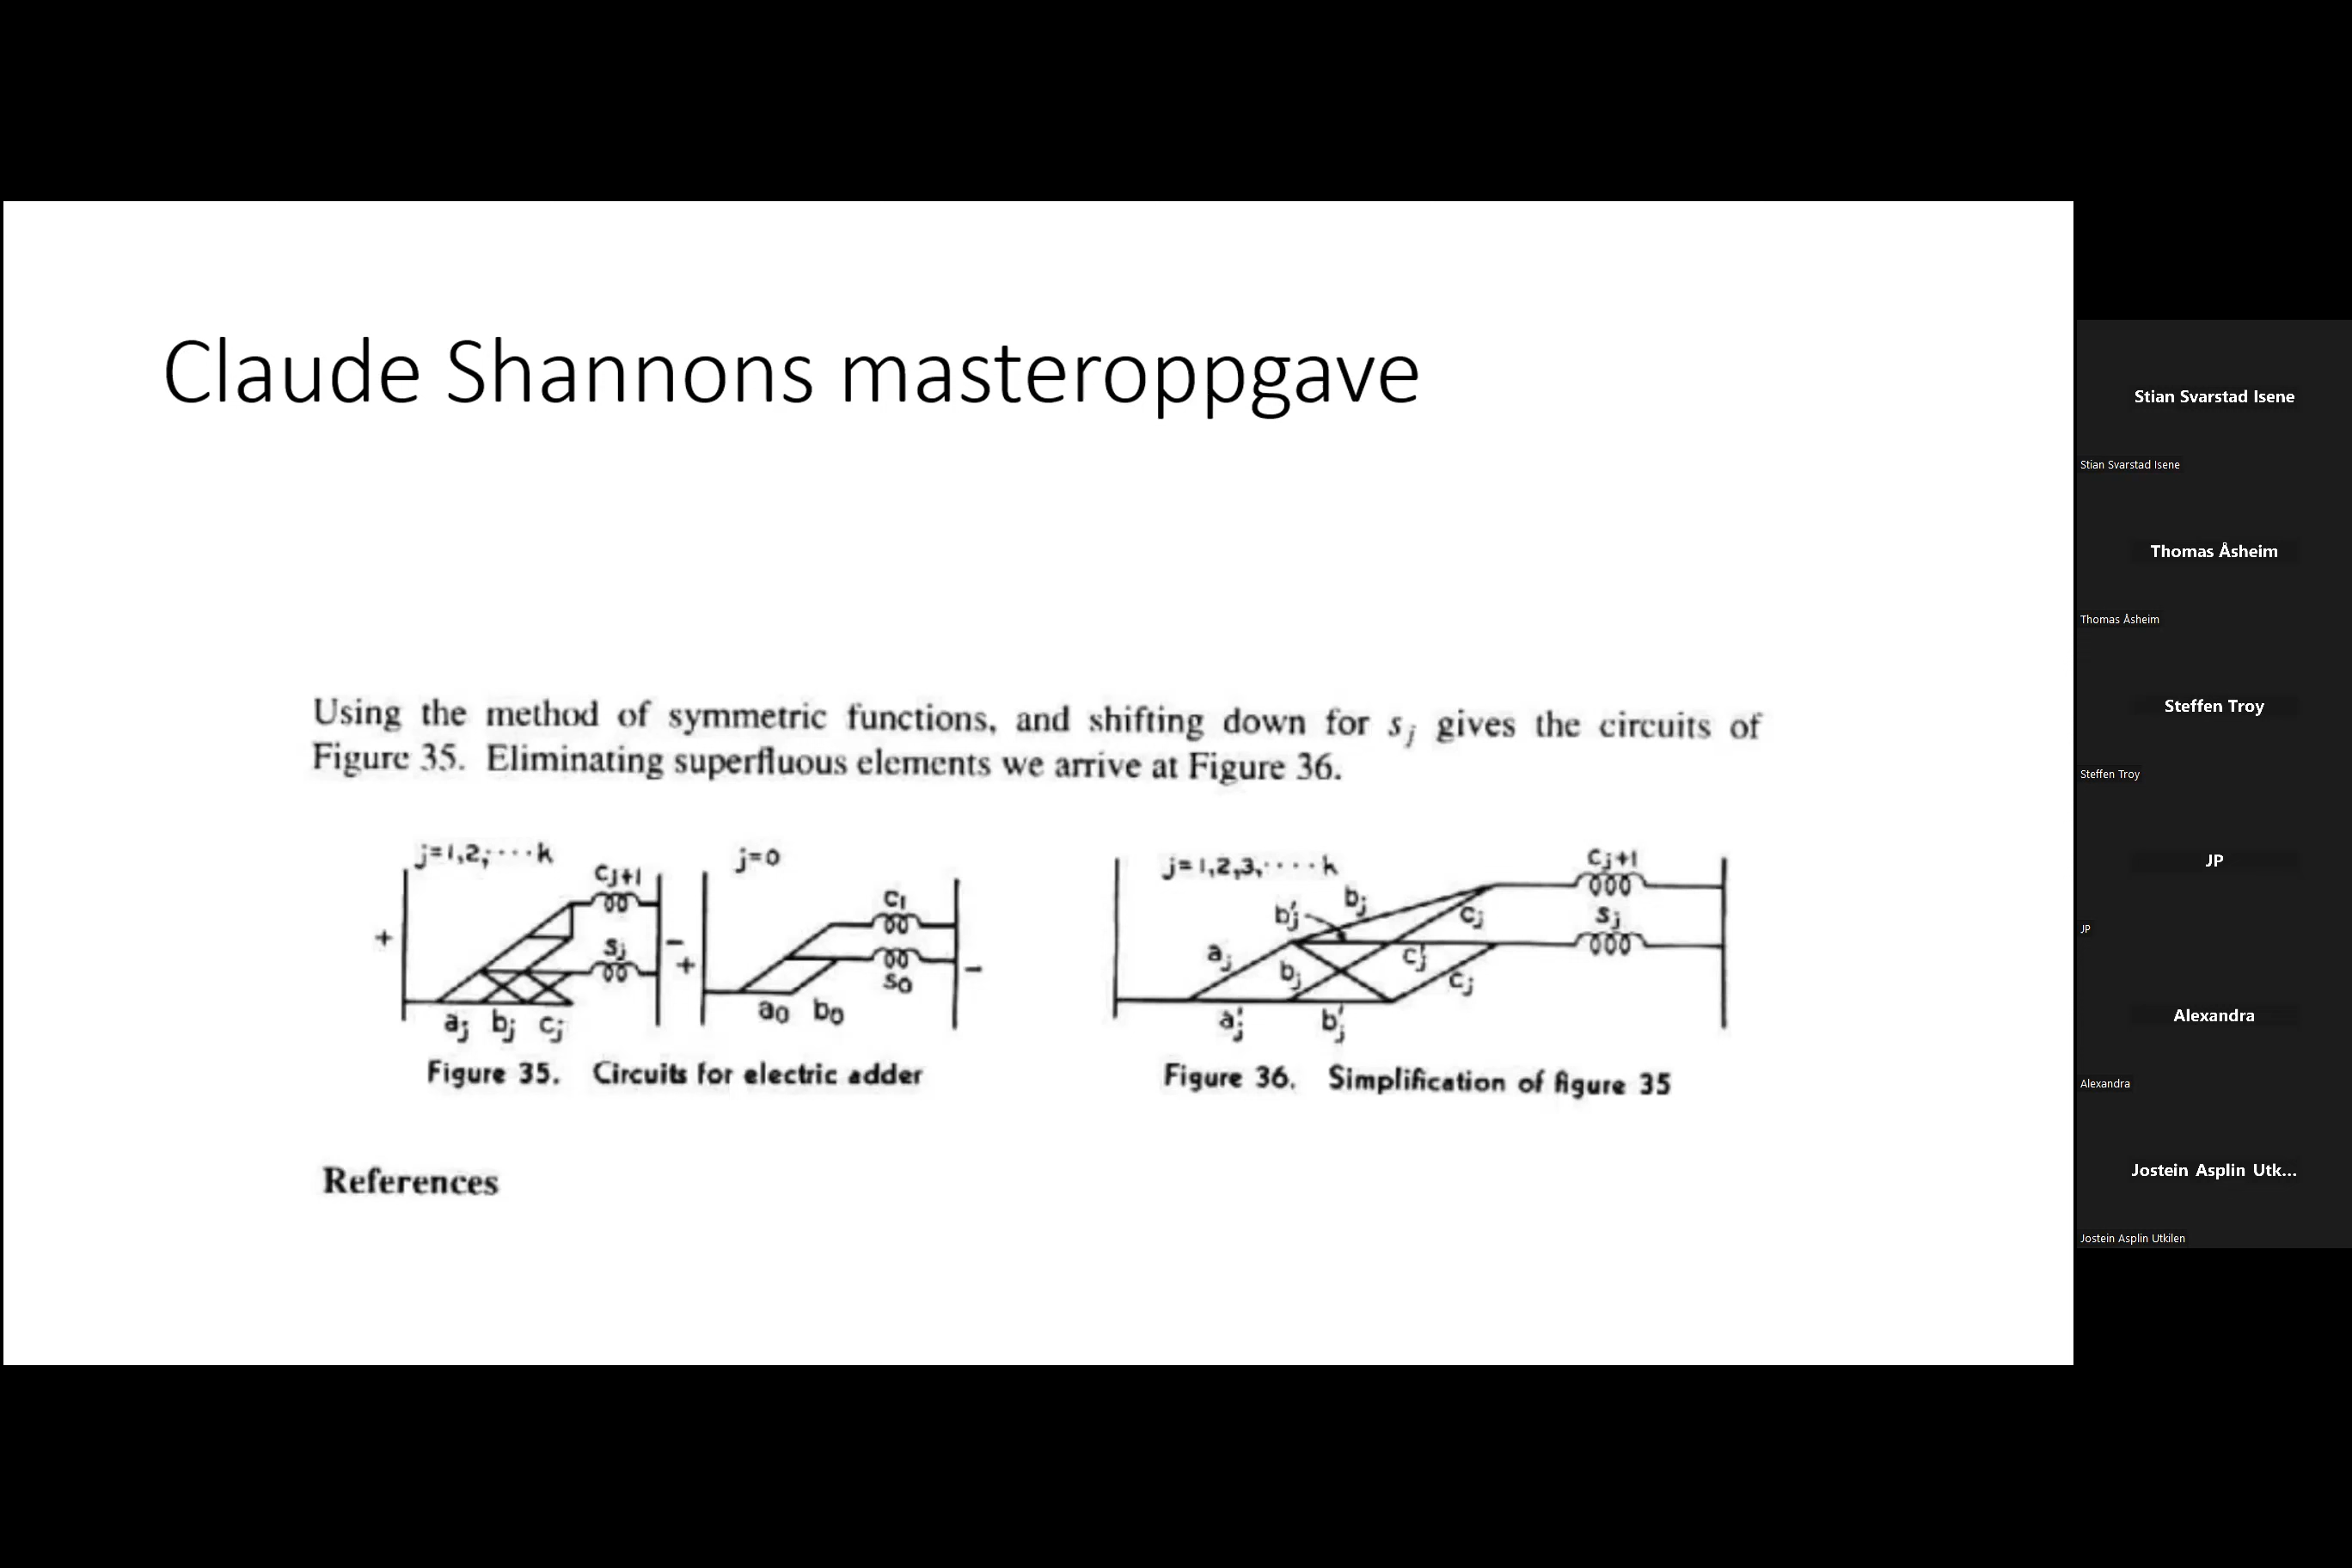 Claude Shannons masteroppgave
Using the method of symmetric functions, and shifting down for sj gives the circuits of
Figure 35. Eliminating superfluous elements we arrive at Figure 36.
j=1,2,····k
Cj+1
Sj
+
−
aj bj cj
j=0
C1
S0
+
−
a0 b0
Figure 35. Circuits for electric adder
j=1,2,3,····k
Cj+1
Sj
b'j
bj
cj
aj
bj
c'j
cj
a'j
b'j
Figure 36. Simplification of figure 35
References
Stian Svarstad Isene
Stian Svarstad Isene
Thomas Åsheim
Thomas Åsheim
Steffen Troy
Steffen Troy
JP
JP
Alexandra
Alexandra
Jostein Asplin Utk...
Jostein Asplin Utkilen